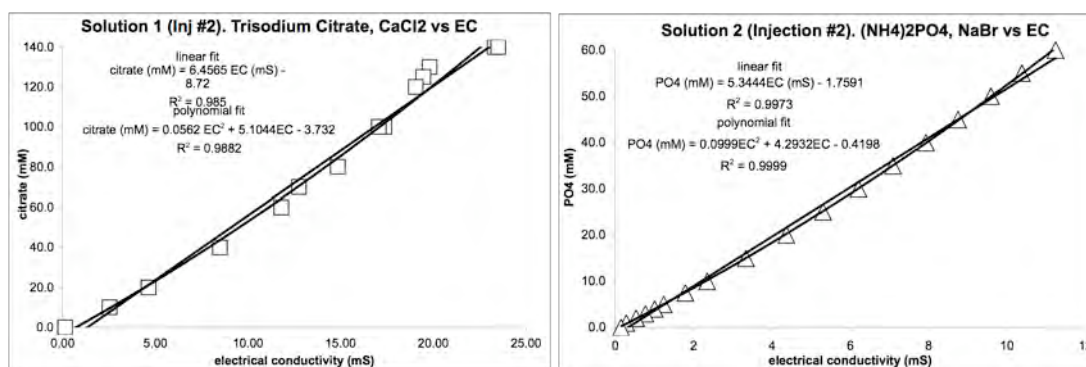 Solution 1 (Inj #2). Trisodium Citrate, CaCl2 vs EC
140.0
120.0
100.0
80.0
60.0
40.0
20.0
0.0
citrate (mM)
linear fit
citrate (mM) = 6.4565 EC (mS) -
8.72
R² = 0.985
polynomial fit
citrate (mM) = 0.0562 EC² + 5.1044EC - 3.732
R² = 0.9882
0.00 5.00 10.00 15.00 20.00 25.00
electrical conductivity (mS)
Solution 2 (Injection #2). (NH4)2PO4, NaBr vs EC
60.0
50.0
40.0
30.0
20.0
10.0
0.0
PO4 (mM)
linear fit
PO4 (mM) = 5.3444EC (mS) - 1.7591
R² = 0.9973
polynomial fit
PO4 (mM) = 0.0999EC² + 4.2932EC - 0.4198
R² = 0.9999
0 2 4 6 8 10 12
electrical conductivity (mS)